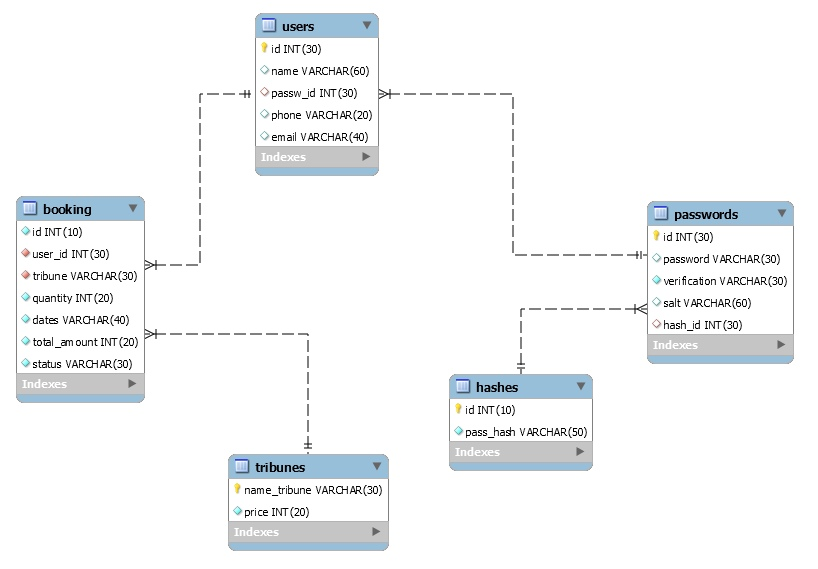 users
id INT(30)
name VARCHAR(60)
passw_id INT(30)
phone VARCHAR(20)
email VARCHAR(40)
Indexes
booking
id INT(10)
user_id INT(30)
tribune VARCHAR(30)
quantity INT(20)
dates VARCHAR(40)
total_amount INT(20)
status VARCHAR(30)
Indexes
passwords
id INT(30)
password VARCHAR(30)
verification VARCHAR(30)
salt VARCHAR(60)
hash_id INT(30)
Indexes
hashes
id INT(10)
pass_hash VARCHAR(50)
Indexes
tribunes
name_tribune VARCHAR(30)
price INT(20)
Indexes